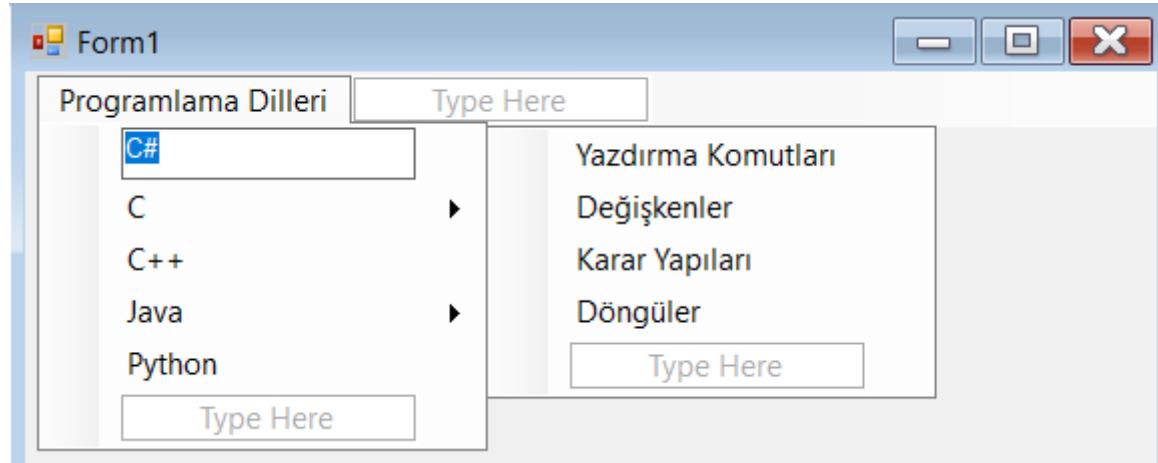 Form1
Programlama Dilleri
Type Here
C#
C
C++
Java
Python
Type Here
Yazdırma Komutları
Değişkenler
Karar Yapıları
Döngüler
Type Here